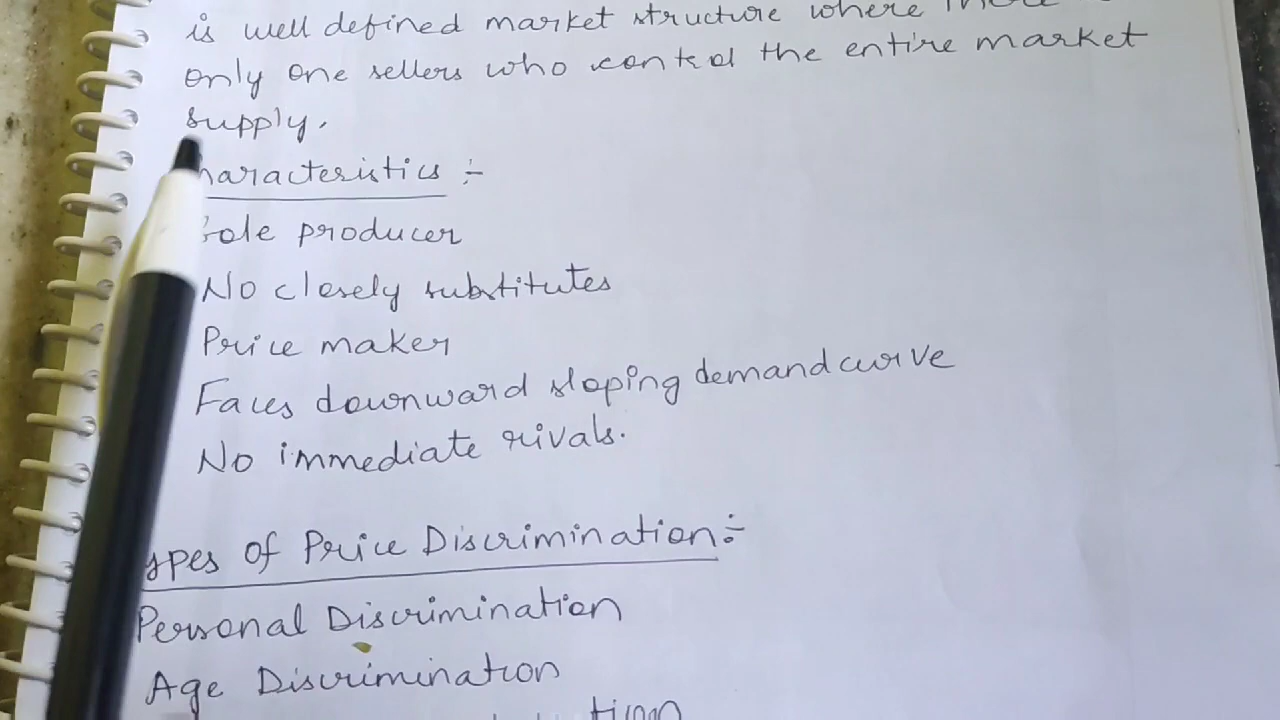 is well defined market structure where
only one sellers who control the entire market
supply.
haracteristics :-
Sole producer
No closely substitutes
Price maker
Faces downward sloping demand curve
No immediate rivals.
ypes of Price Discrimination :-
Personal Discrimination
Age Discrimination